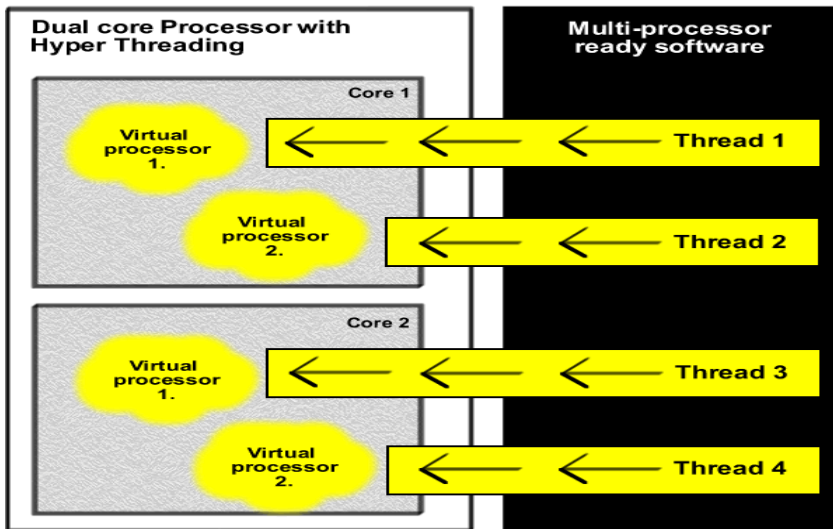 Dual core Processor with
Hyper Threading
Multi-processor
ready software
Core 1
Virtual
processor
1.
Thread 1
Virtual
processor
2.
Thread 2
Core 2
Virtual
processor
1.
Thread 3
Virtual
processor
2.
Thread 4